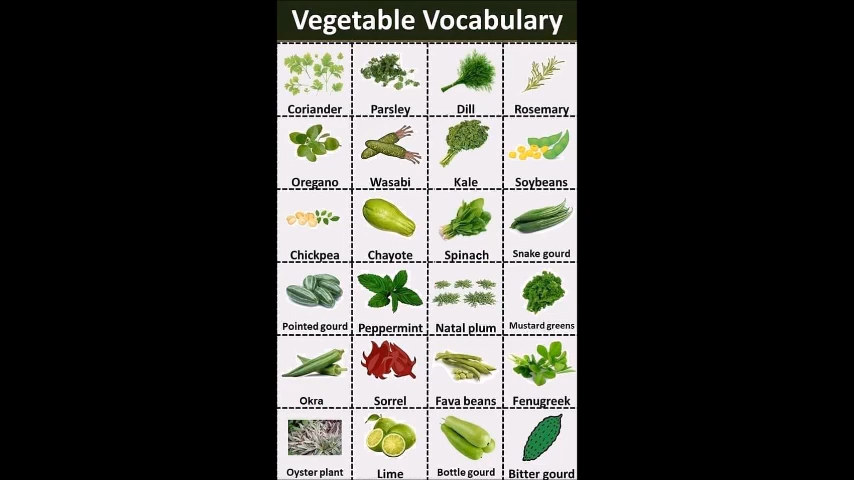 Vegetable Vocabulary
Coriander Parsley Dill Rosemary
Oregano Wasabi Kale Soybeans
Chickpea Chayote Spinach Snake gourd
Pointed gourd Peppermint Natal plum Mustard greens
Okra Sorrel Fava beans Fenugreek
Oyster plant Lime Bottle gourd Bitter gourd